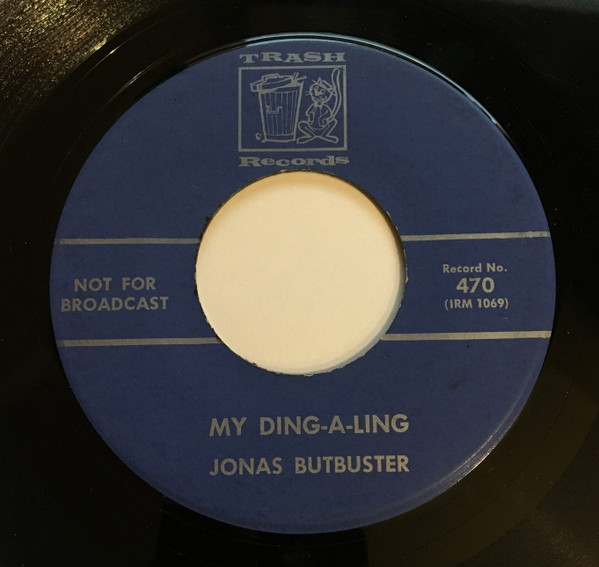 TRASH
Records
NOT FOR
BROADCAST
Record No.
470
(IRM 1069)
MY DING-A-LING
JONAS BUTBUSTER